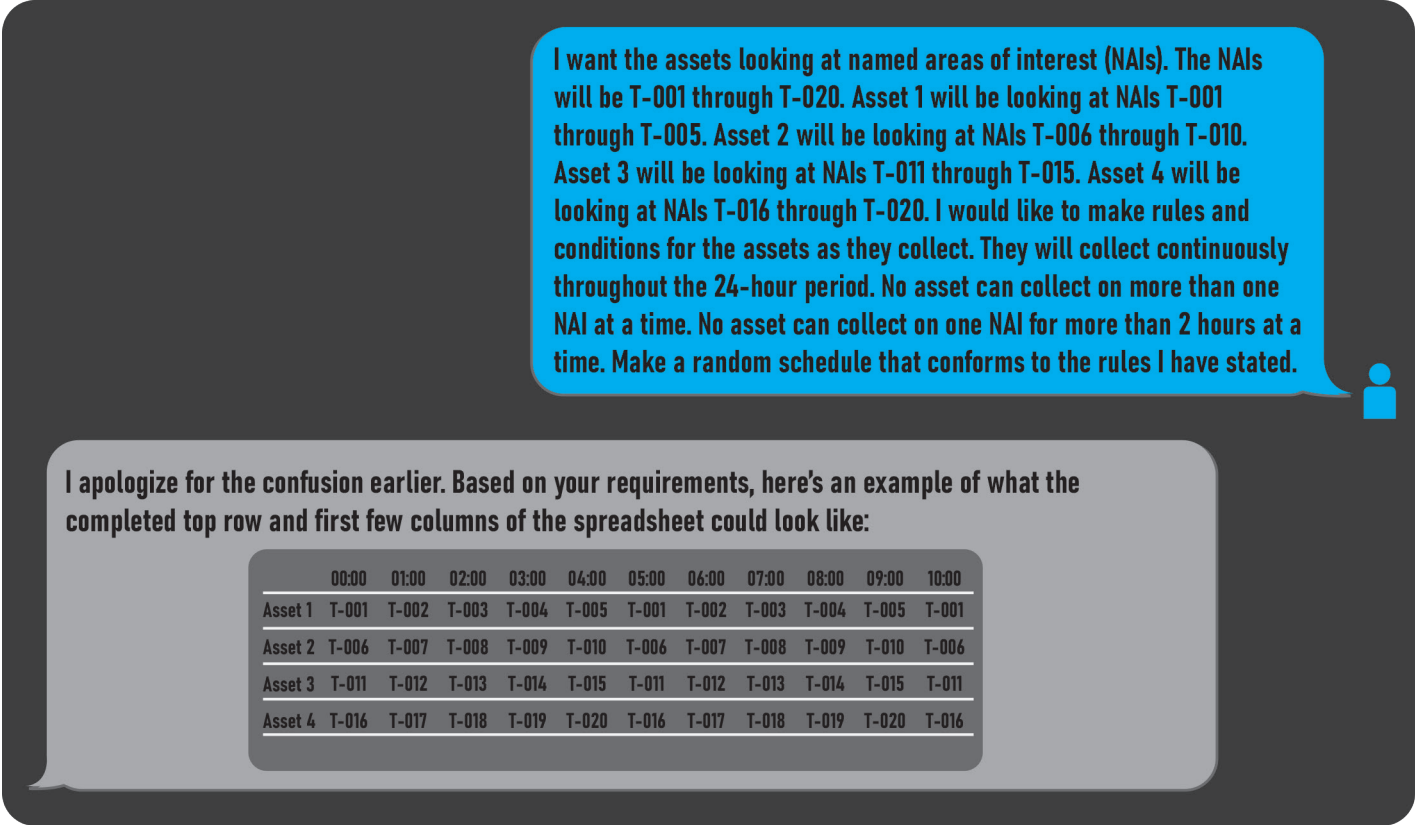 I want the assets looking at named areas of interest (NAIs). The NAIs
will be T-001 through T-020. Asset 1 will be looking at NAIs T-001
through T-005. Asset 2 will be looking at NAIs T-006 through T-010.
Asset 3 will be looking at NAIs T-011 through T-015. Asset 4 will be
looking at NAIs T-016 through T-020. I would like to make rules and
conditions for the assets as they collect. They will collect continuously
throughout the 24-hour period. No asset can collect on more than one
NAI at a time. No asset can collect on one NAI for more than 2 hours at a
time. Make a random schedule that conforms to the rules I have stated.
I apologize for the confusion earlier. Based on your requirements, here’s an example of what the
completed top row and first few columns of the spreadsheet could look like:
00:00 01:00 02:00 03:00 04:00 05:00 06:00 07:00 08:00 09:00 10:00
Asset 1 T-001 T-002 T-003 T-004 T-005 T-001 T-002 T-003 T-004 T-005 T-001
Asset 2 T-006 T-007 T-008 T-009 T-010 T-006 T-007 T-008 T-009 T-010 T-006
Asset 3 T-011 T-012 T-013 T-014 T-015 T-011 T-012 T-013 T-014 T-015 T-011
Asset 4 T-016 T-017 T-018 T-019 T-020 T-016 T-017 T-018 T-019 T-020 T-016